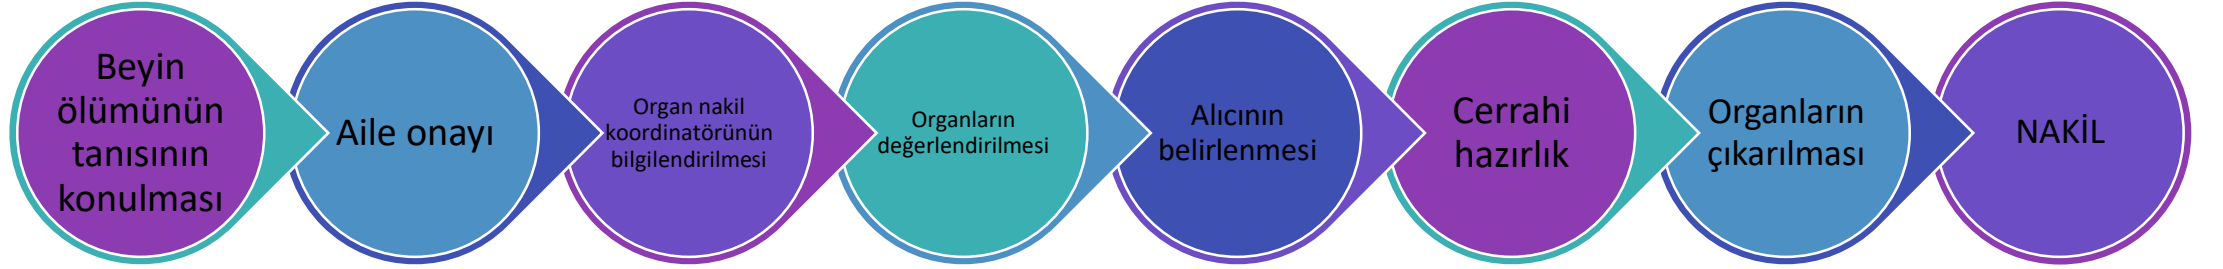 Beyin
ölümünün
tanısının
konulması
Aile onayı
Organ nakil
koordinatörünün
bilgilendirilmesi
Organların
değerlendirilmesi
Alıcının
belirlenmesi
Cerrahi
hazırlık
Organların
çıkarılması
NAKİL